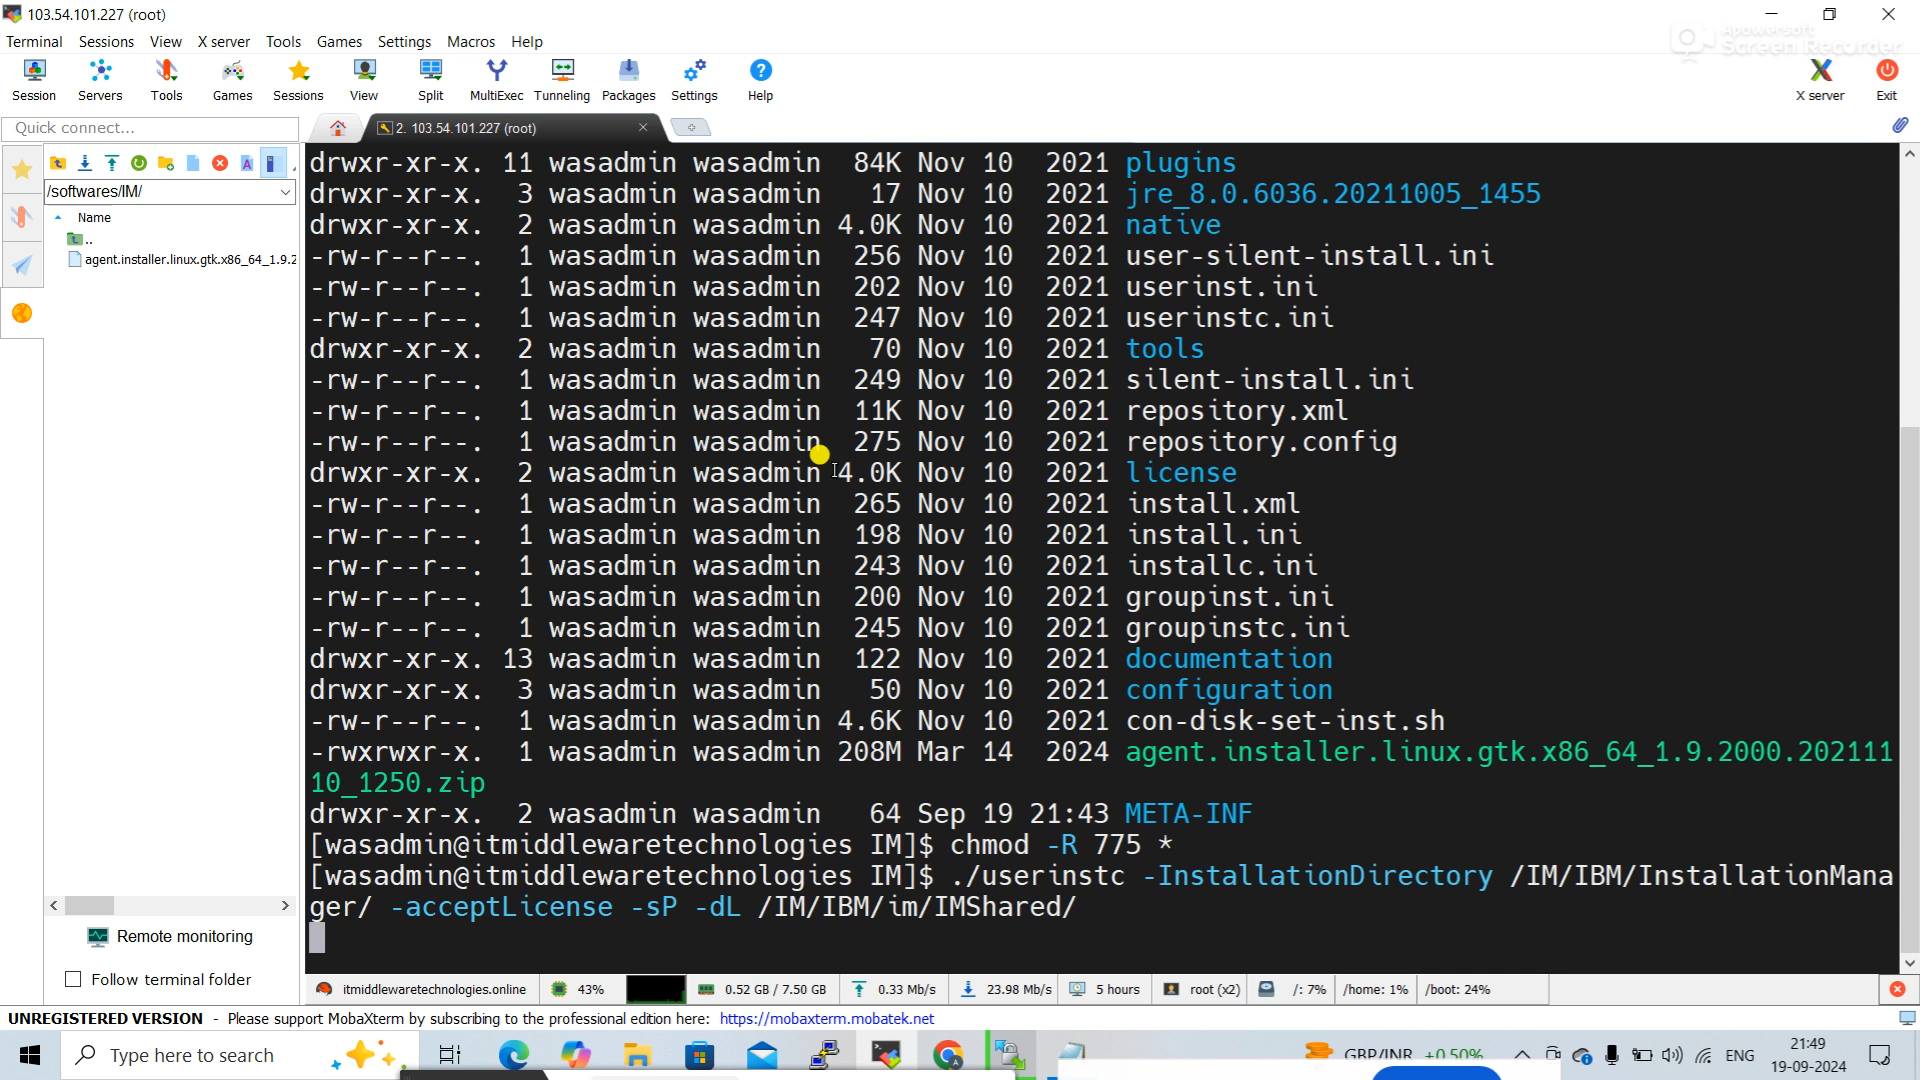 103.54.101.227 (root)
Terminal Sessions View X server Tools Games Settings Macros Help
Apowersoft
Screen Recorder
Session Servers Tools Games Sessions View Split MultiExec Tunneling Packages Settings Help X server Exit
Quick connect...
2. 103.54.101.227 (root)
/softwares/IM/
Name
..
agent.installer.linux.gtk.x86_64_1.9.2
Remote monitoring
Follow terminal folder
drwxr-xr-x. 11 wasadmin wasadmin 84K Nov 10 2021 plugins
drwxr-xr-x. 3 wasadmin wasadmin 17 Nov 10 2021 jre_8.0.6036.20211005_1455
drwxr-xr-x. 2 wasadmin wasadmin 4.0K Nov 10 2021 native
-rw-r--r--. 1 wasadmin wasadmin 256 Nov 10 2021 user-silent-install.ini
-rw-r--r--. 1 wasadmin wasadmin 202 Nov 10 2021 userinst.ini
-rw-r--r--. 1 wasadmin wasadmin 247 Nov 10 2021 userinstc.ini
drwxr-xr-x. 2 wasadmin wasadmin 70 Nov 10 2021 tools
-rw-r--r--. 1 wasadmin wasadmin 249 Nov 10 2021 silent-install.ini
-rw-r--r--. 1 wasadmin wasadmin 11K Nov 10 2021 repository.xml
-rw-r--r--. 1 wasadmin wasadmin 275 Nov 10 2021 repository.config
drwxr-xr-x. 2 wasadmin wasadmin 4.0K Nov 10 2021 license
-rw-r--r--. 1 wasadmin wasadmin 265 Nov 10 2021 install.xml
-rw-r--r--. 1 wasadmin wasadmin 198 Nov 10 2021 install.ini
-rw-r--r--. 1 wasadmin wasadmin 243 Nov 10 2021 installc.ini
-rw-r--r--. 1 wasadmin wasadmin 200 Nov 10 2021 groupinst.ini
-rw-r--r--. 1 wasadmin wasadmin 245 Nov 10 2021 groupinstc.ini
drwxr-xr-x. 13 wasadmin wasadmin 122 Nov 10 2021 documentation
drwxr-xr-x. 3 wasadmin wasadmin 50 Nov 10 2021 configuration
-rw-r--r--. 1 wasadmin wasadmin 4.6K Nov 10 2021 con-disk-set-inst.sh
-rwxrwxr-x. 1 wasadmin wasadmin 208M Mar 14 2024 agent.installer.linux.gtk.x86_64_1.9.2000.202111
10_1250.zip
drwxr-xr-x. 2 wasadmin wasadmin 64 Sep 19 21:43 META-INF
[wasadmin@itmiddlewaretechnologies IM]$ chmod -R 775 *
[wasadmin@itmiddlewaretechnologies IM]$ ./userinstc -InstallationDirectory /IM/IBM/InstallationMana
ger/ -acceptLicense -sP -dL /IM/IBM/im/IMShared/
itmiddlewaretechnologies.online 43% 0.52 GB / 7.50 GB 0.33 Mb/s 23.98 Mb/s 5 hours root (x2) /: 7% /home: 1% /boot: 24%
UNREGISTERED VERSION - Please support MobaXterm by subscribing to the professional edition here: https://mobaxterm.mobatek.net
Type here to search GBP/INR +0.50% ENG
21:49
19-09-2024